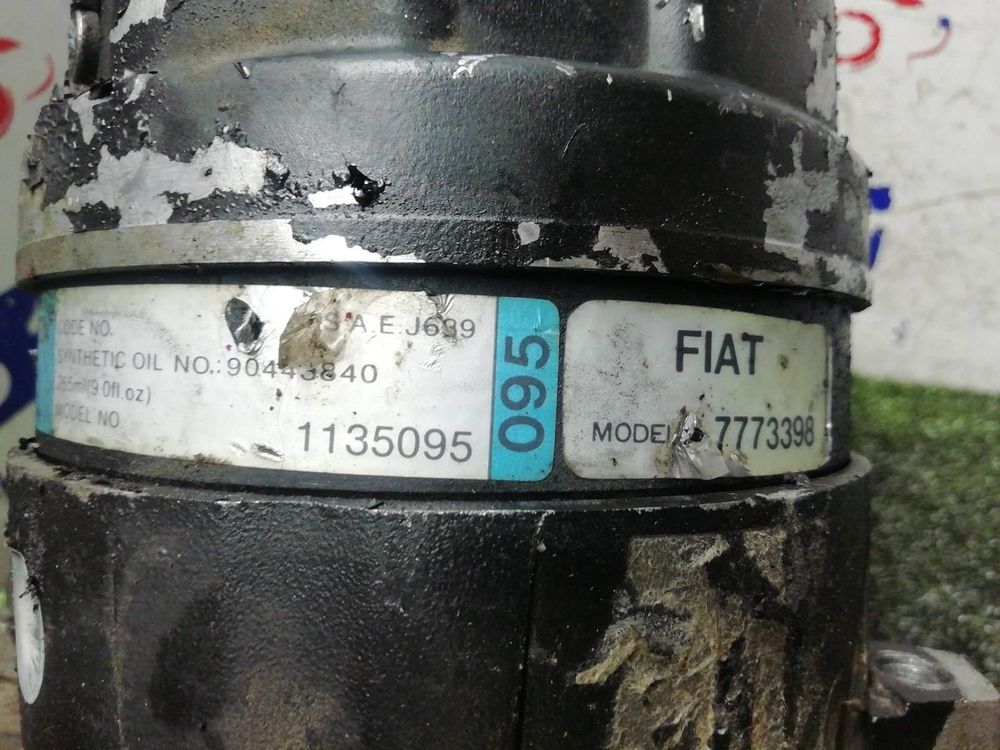 CODE NO. S.A.E. J639
SYNTHETIC OIL NO.: 90443840
265ml(9.0fl.oz)
MODEL NO.
1135095
095
FIAT
MODEL 7773398